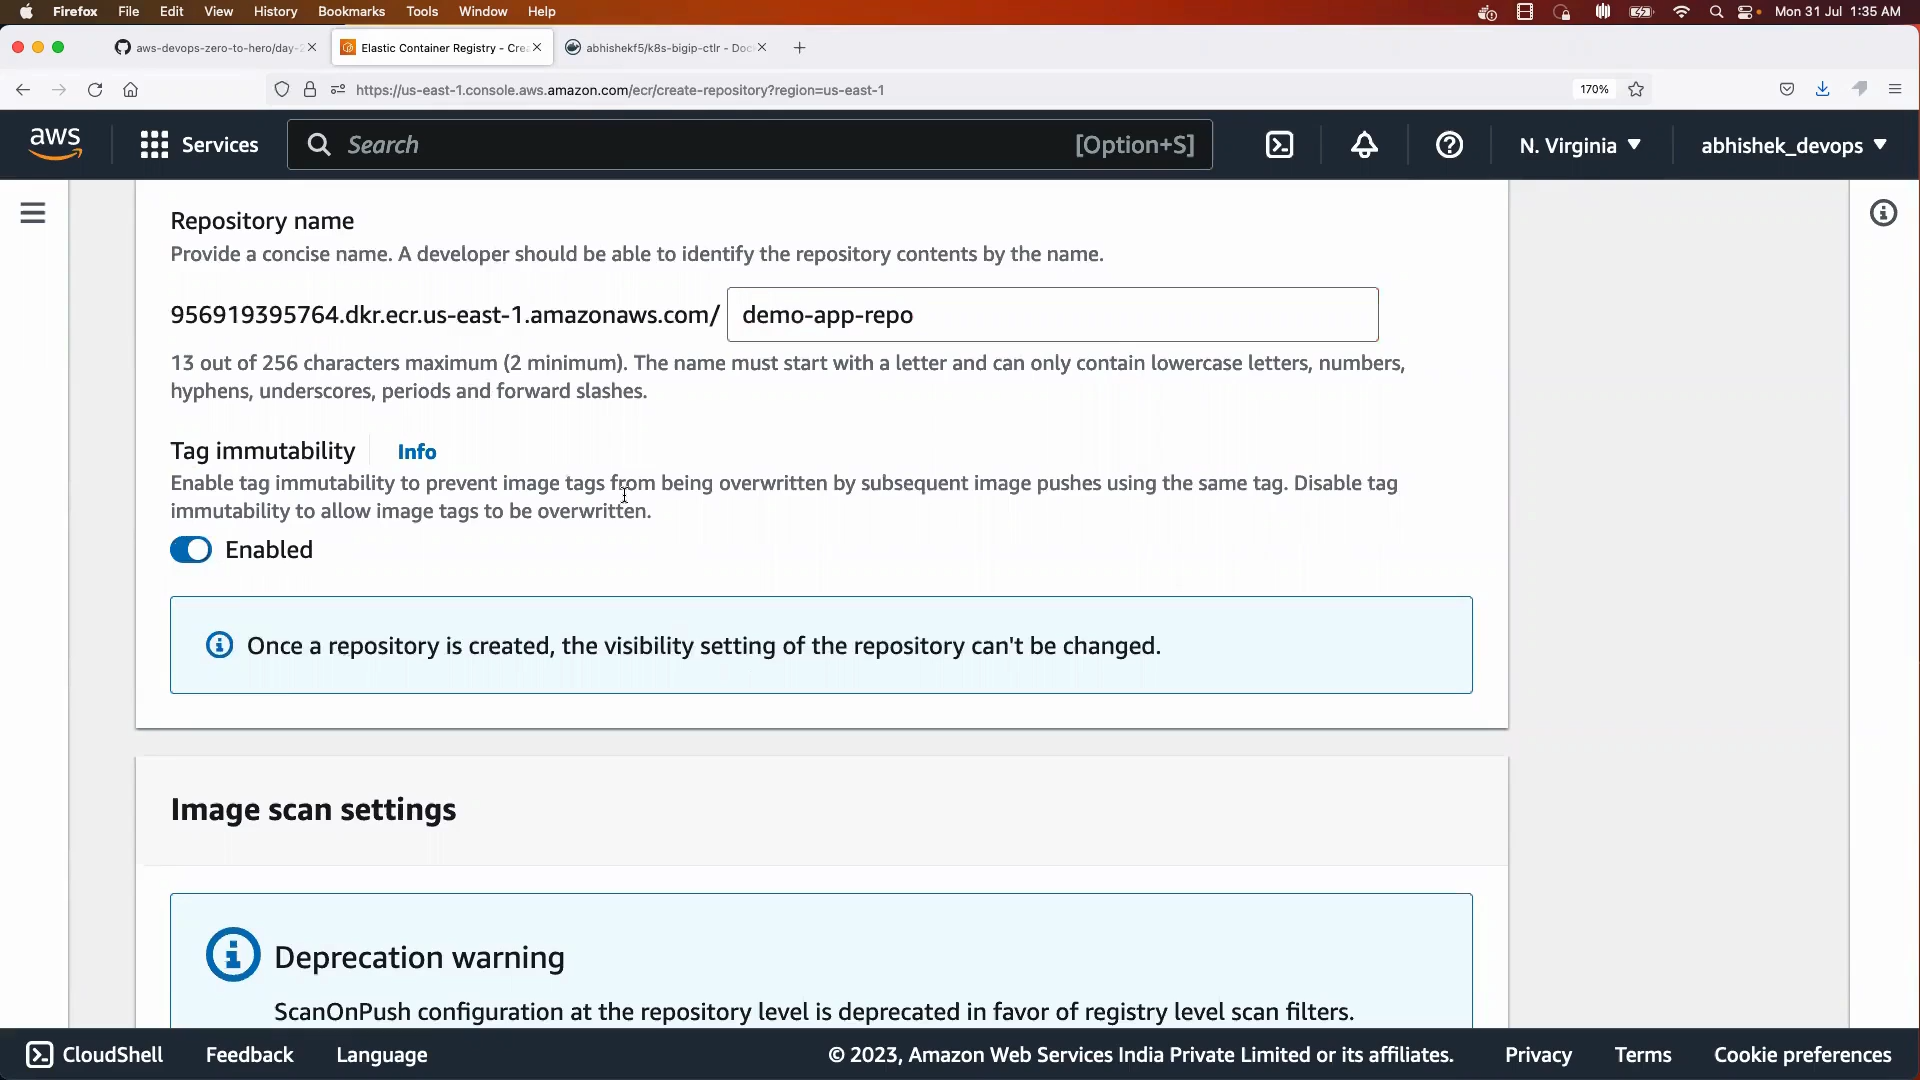 Firefox File Edit View History Bookmarks Tools Window Help Mon 31 Jul 1:35 AM
aws-devops-zero-to-hero/day- Elastic Container Registry - Cre abhishekf5/k8s-bigip-ctlr - Doc
https://us-east-1.console.aws.amazon.com/ecr/create-repository?region=us-east-1 170%
aws Services Search [Option+S] N. Virginia abhishek_devops
Repository name
Provide a concise name. A developer should be able to identify the repository contents by the name.
956919395764.dkr.ecr.us-east-1.amazonaws.com/ demo-app-repo
13 out of 256 characters maximum (2 minimum). The name must start with a letter and can only contain lowercase letters, numbers,
hyphens, underscores, periods and forward slashes.
Tag immutability Info
Enable tag immutability to prevent image tags from being overwritten by subsequent image pushes using the same tag. Disable tag
immutability to allow image tags to be overwritten.
Enabled
Once a repository is created, the visibility setting of the repository can't be changed.
Image scan settings
Deprecation warning
ScanOnPush configuration at the repository level is deprecated in favor of registry level scan filters.
CloudShell Feedback Language © 2023, Amazon Web Services India Private Limited or its affiliates. Privacy Terms Cookie preferences